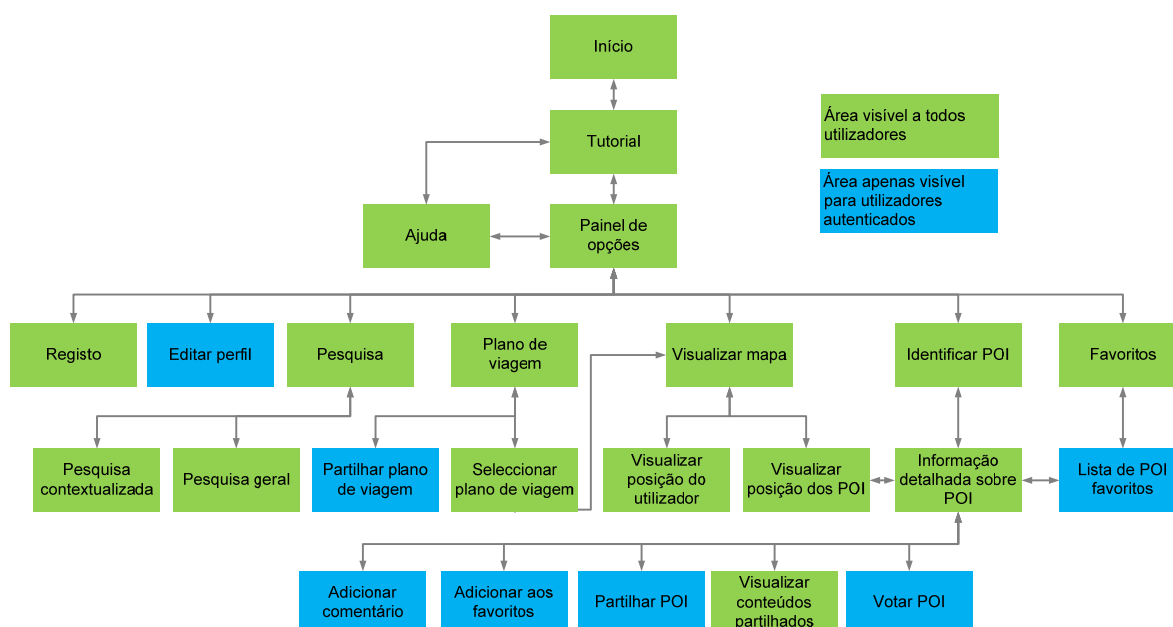 Início
Área visível a todos
utilizadores
Tutorial
Área apenas visível
para utilizadores
autenticados
Ajuda
Painel de
opções
Registo
Editar perfil
Pesquisa
Plano de
viagem
Visualizar mapa
Identificar POI
Favoritos
Pesquisa
contextualizada
Pesquisa geral
Partilhar plano
de viagem
Seleccionar
plano de viagem
Visualizar
posição do
utilizador
Visualizar
posição dos POI
Informação
detalhada sobre
POI
Lista de POI
favoritos
Adicionar
comentário
Adicionar aos
favoritos
Partilhar POI
Visualizar
conteúdos
partilhados
Votar POI